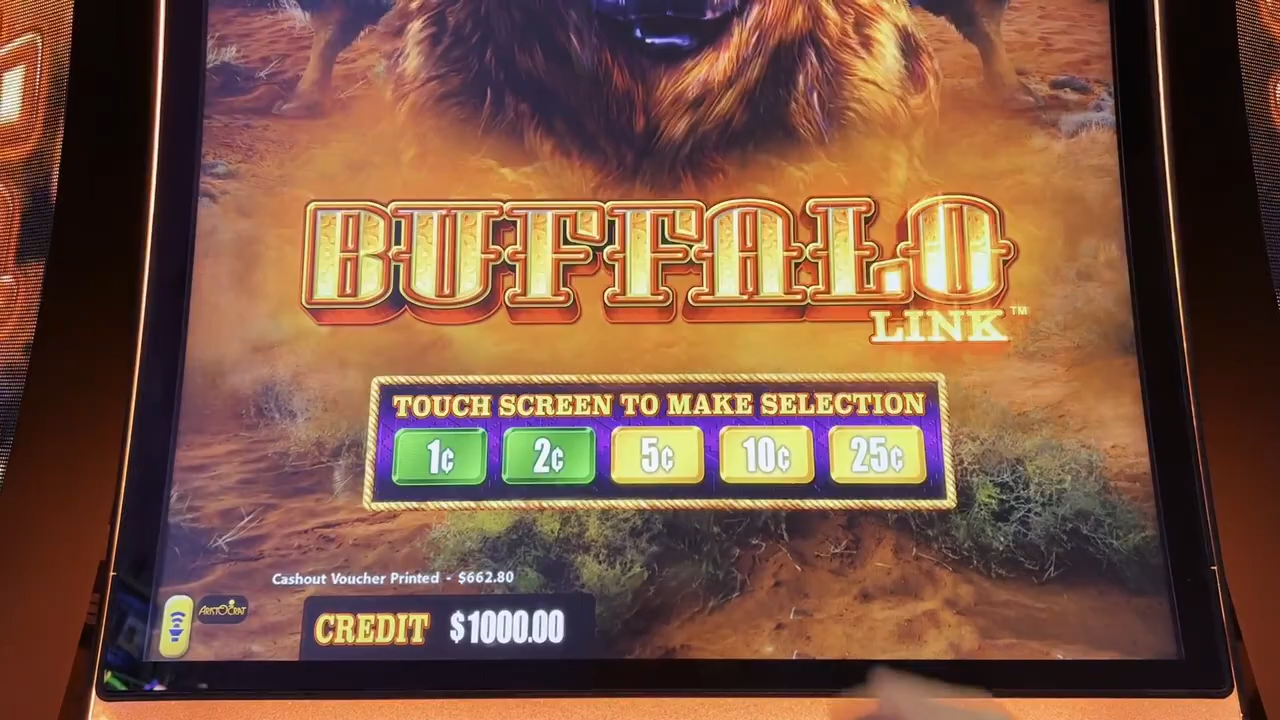 BUFFALO
LINK™
TOUCH SCREEN TO MAKE SELECTION
1¢ 2¢ 5¢ 10¢ 25¢
Cashout Voucher Printed - $662.80
ARISTOCRAT
CREDIT $1000.00